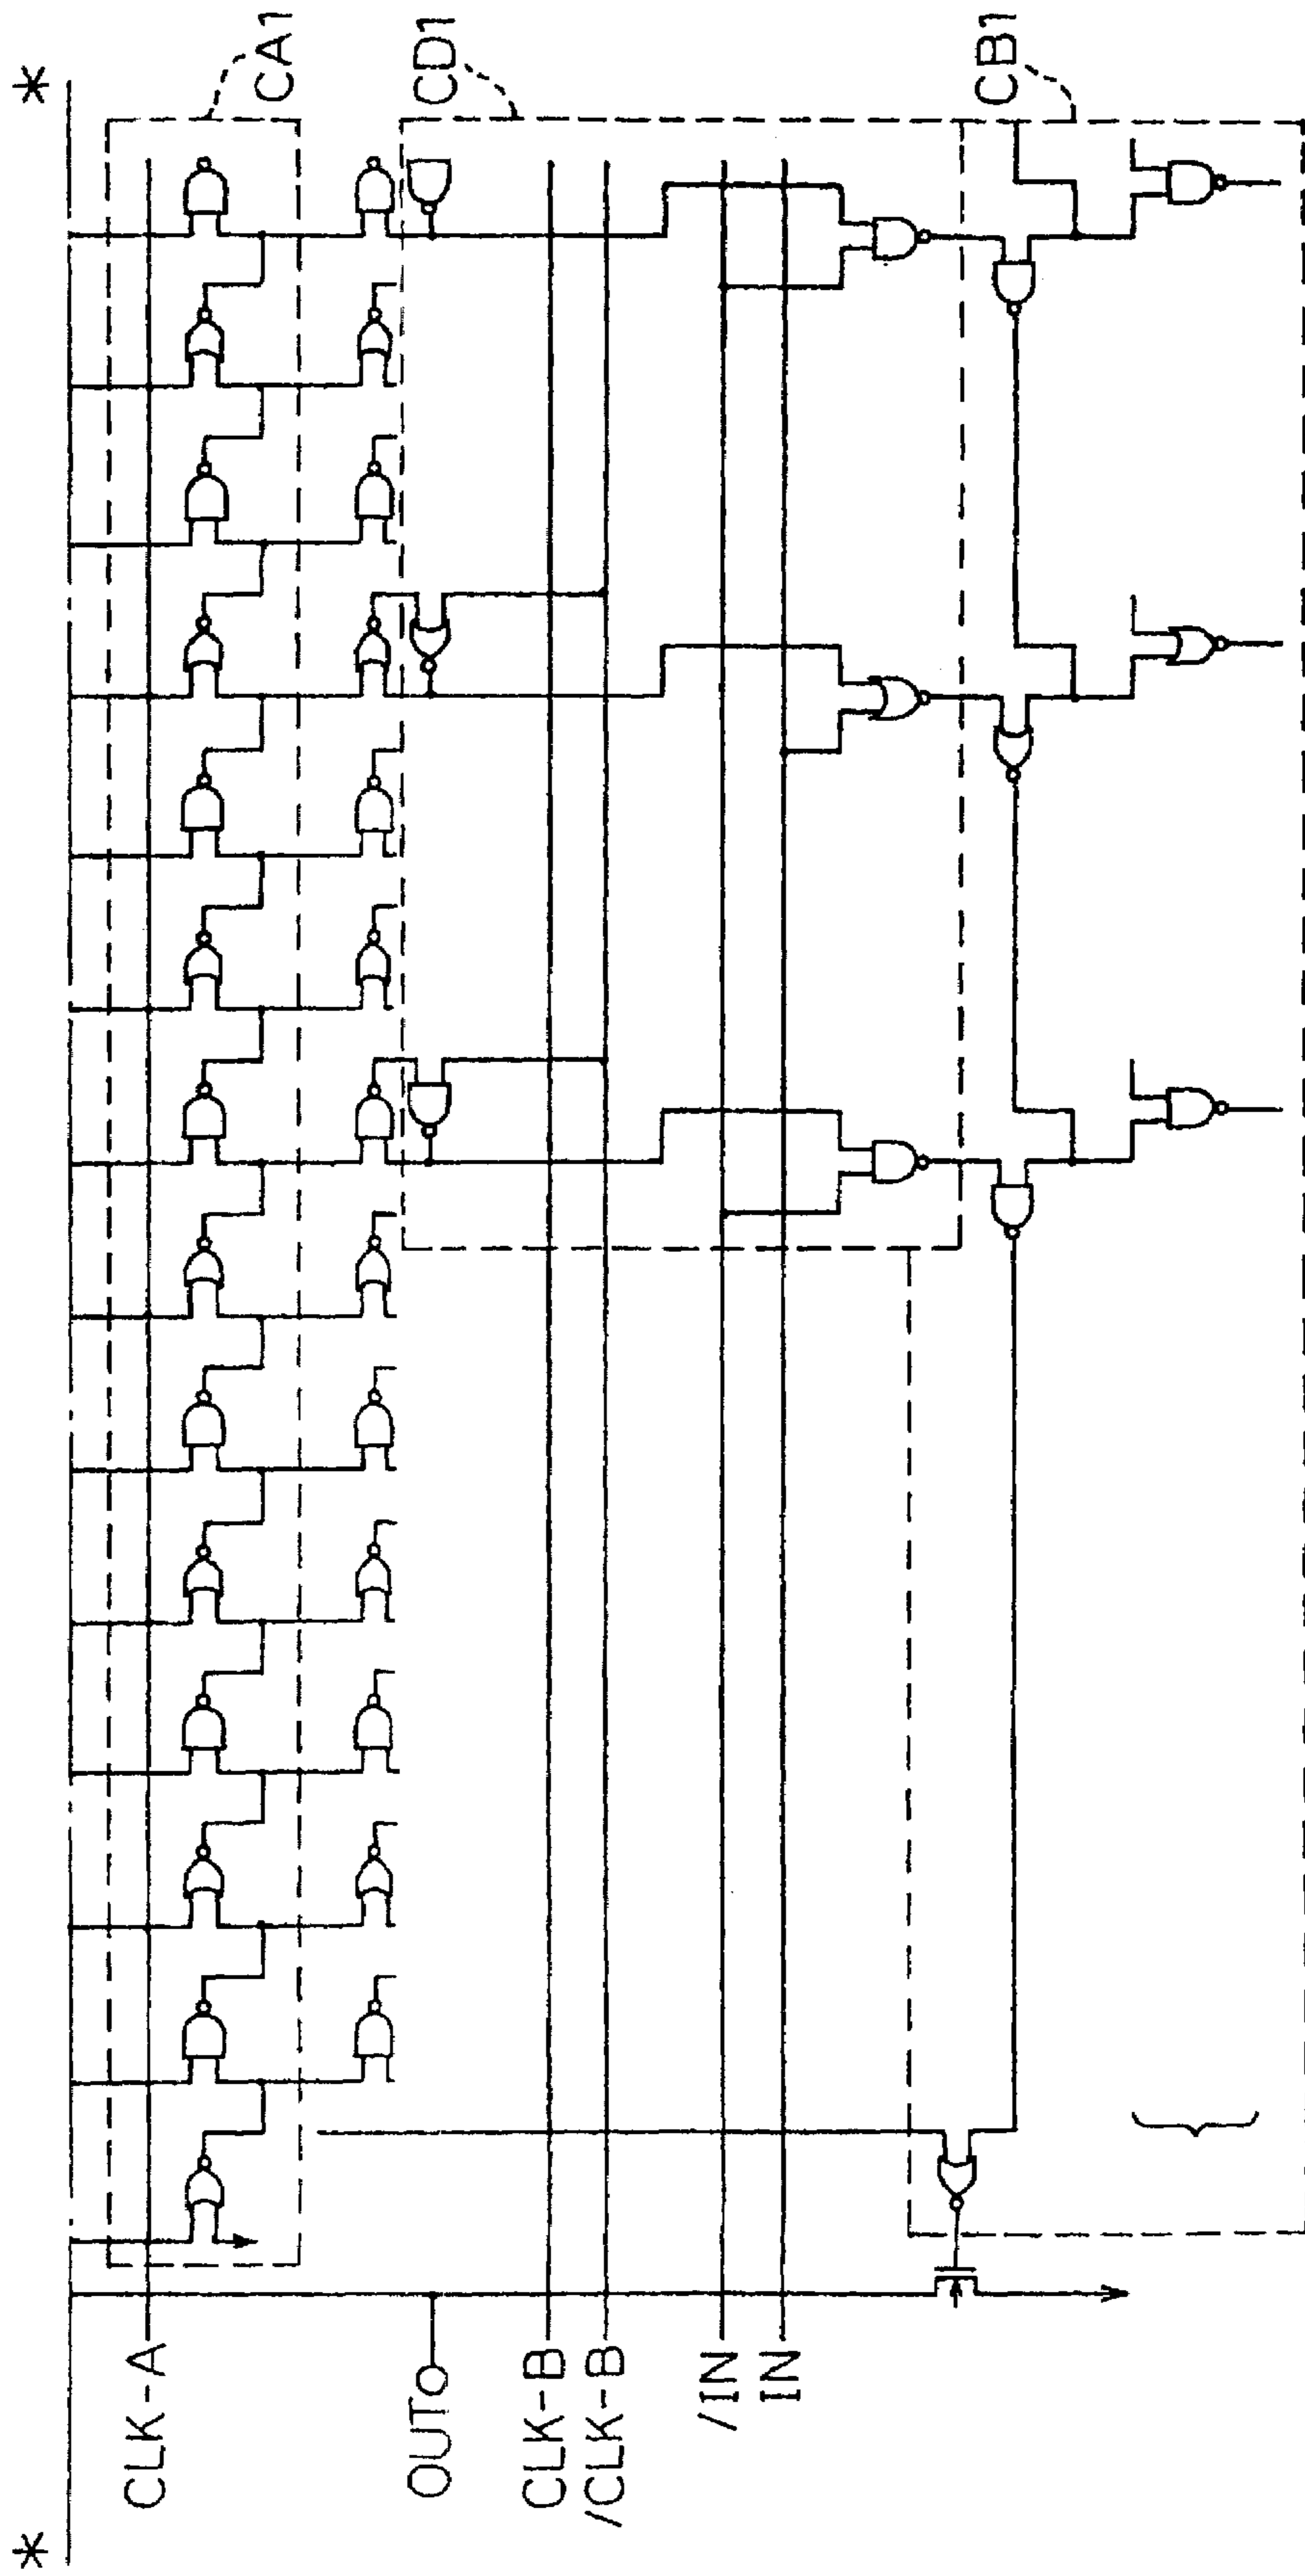 *
*
CA1
CD1
CB1
CLK-A
OUT
CLK-B
/CLK-B
/IN
IN